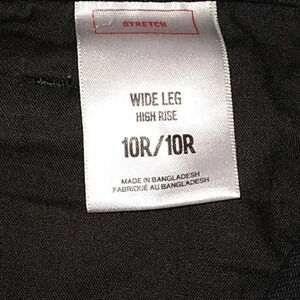 STRETCH
WIDE LEG
HIGH RISE
10R/10R
MADE IN BANGLADESH
FABRIQUÉ AU BANGLADESH